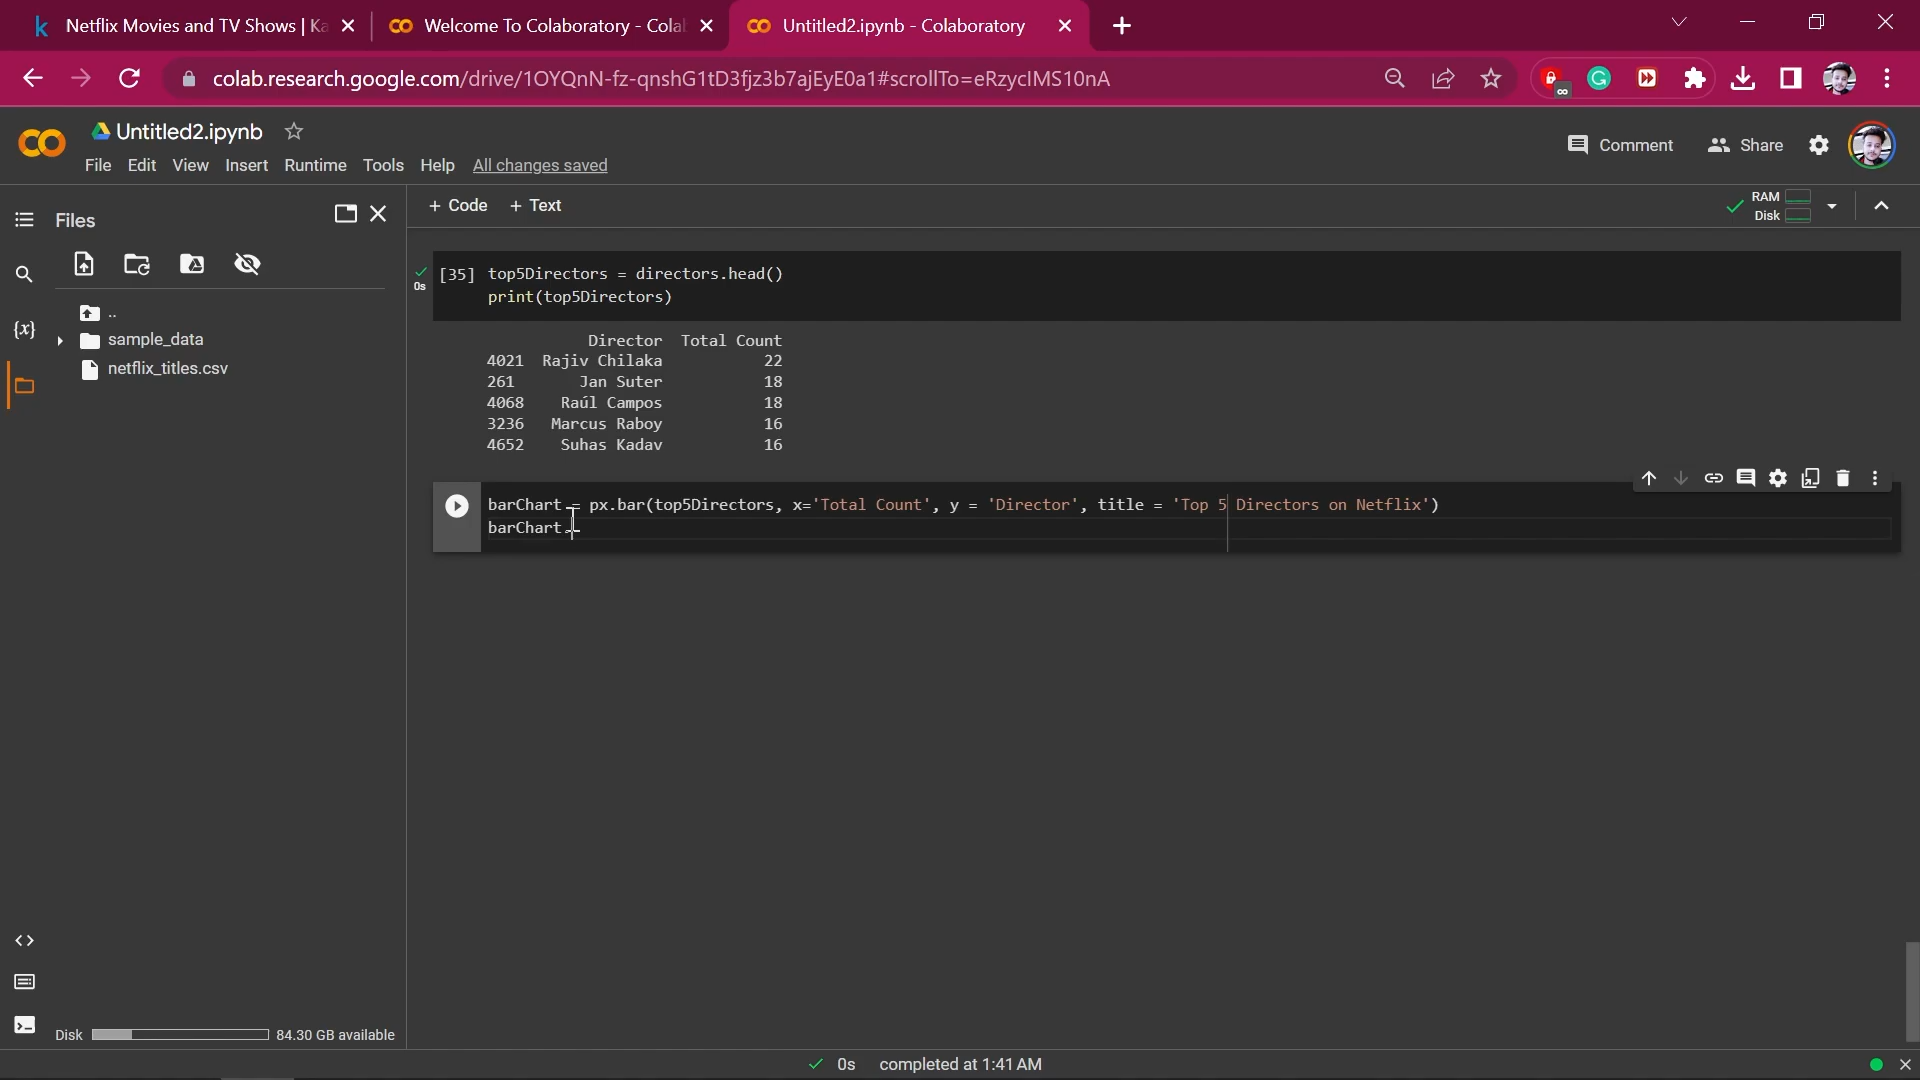 Netflix Movies and TV Shows | Ka
Welcome To Colaboratory - Colal
Untitled2.ipynb - Colaboratory
colab.research.google.com/drive/1OYQnN-fz-qnshG1tD3fjz3b7ajEyE0a1#scrollTo=eRzyclMS10nA
Untitled2.ipynb
File Edit View Insert Runtime Tools Help All changes saved
Comment
Share
Files
+ Code + Text
RAM
Disk
..
sample_data
netflix_titles.csv
0s
[35] top5Directors = directors.head()
print(top5Directors)
Director Total Count
4021 Rajiv Chilaka 22
261 Jan Suter 18
4068 Raúl Campos 18
3236 Marcus Raboy 16
4652 Suhas Kadav 16
barChart = px.bar(top5Directors, x='Total Count', y = 'Director', title = 'Top 5 Directors on Netflix')
barChart.
Disk 84.30 GB available
0s completed at 1:41 AM